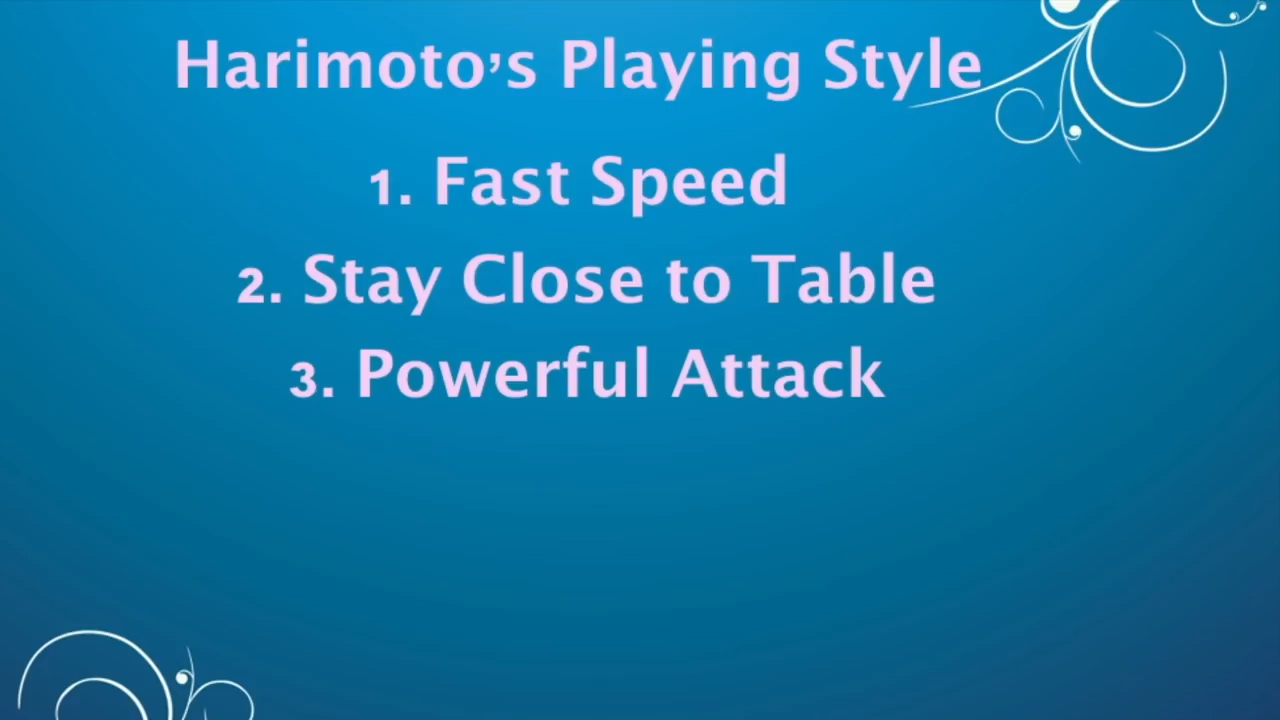 Harimoto’s Playing Style
1. Fast Speed
2. Stay Close to Table
3. Powerful Attack